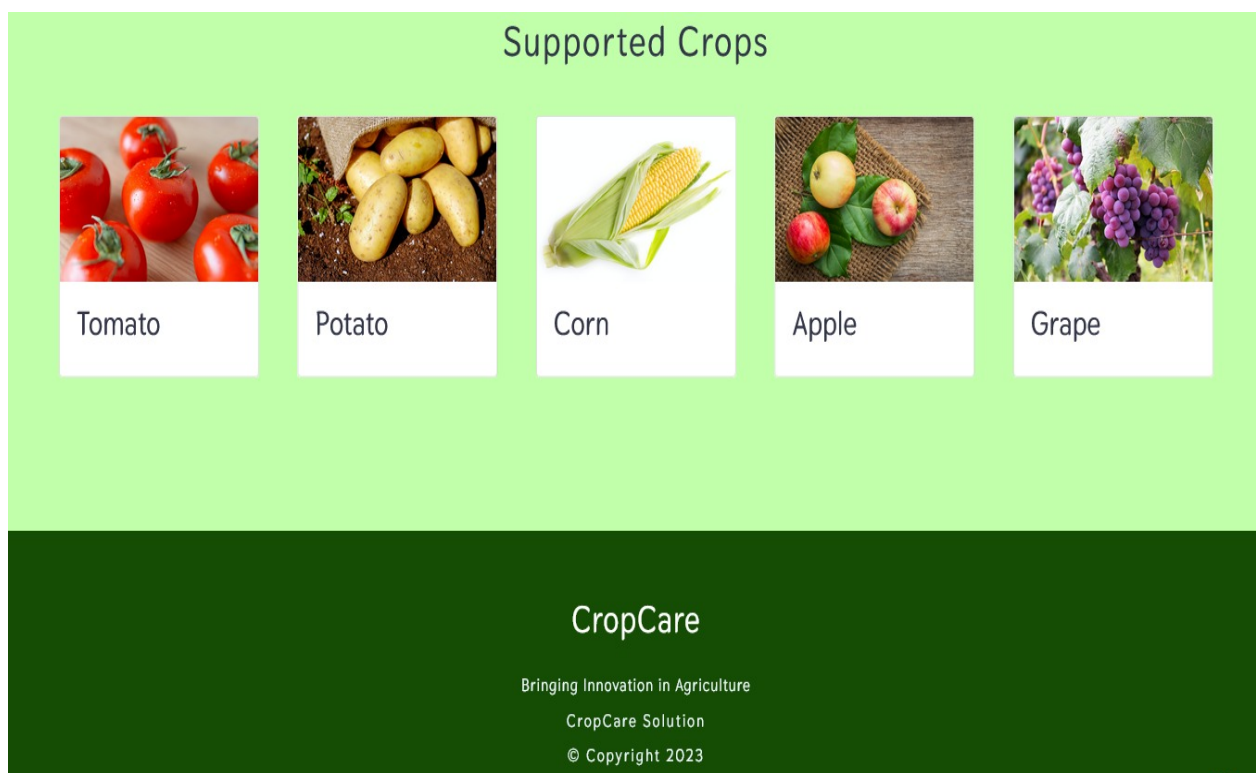 Supported Crops
Tomato
Potato
Corn
Apple
Grape
CropCare
Bringing Innovation in Agriculture
CropCare Solution
© Copyright 2023